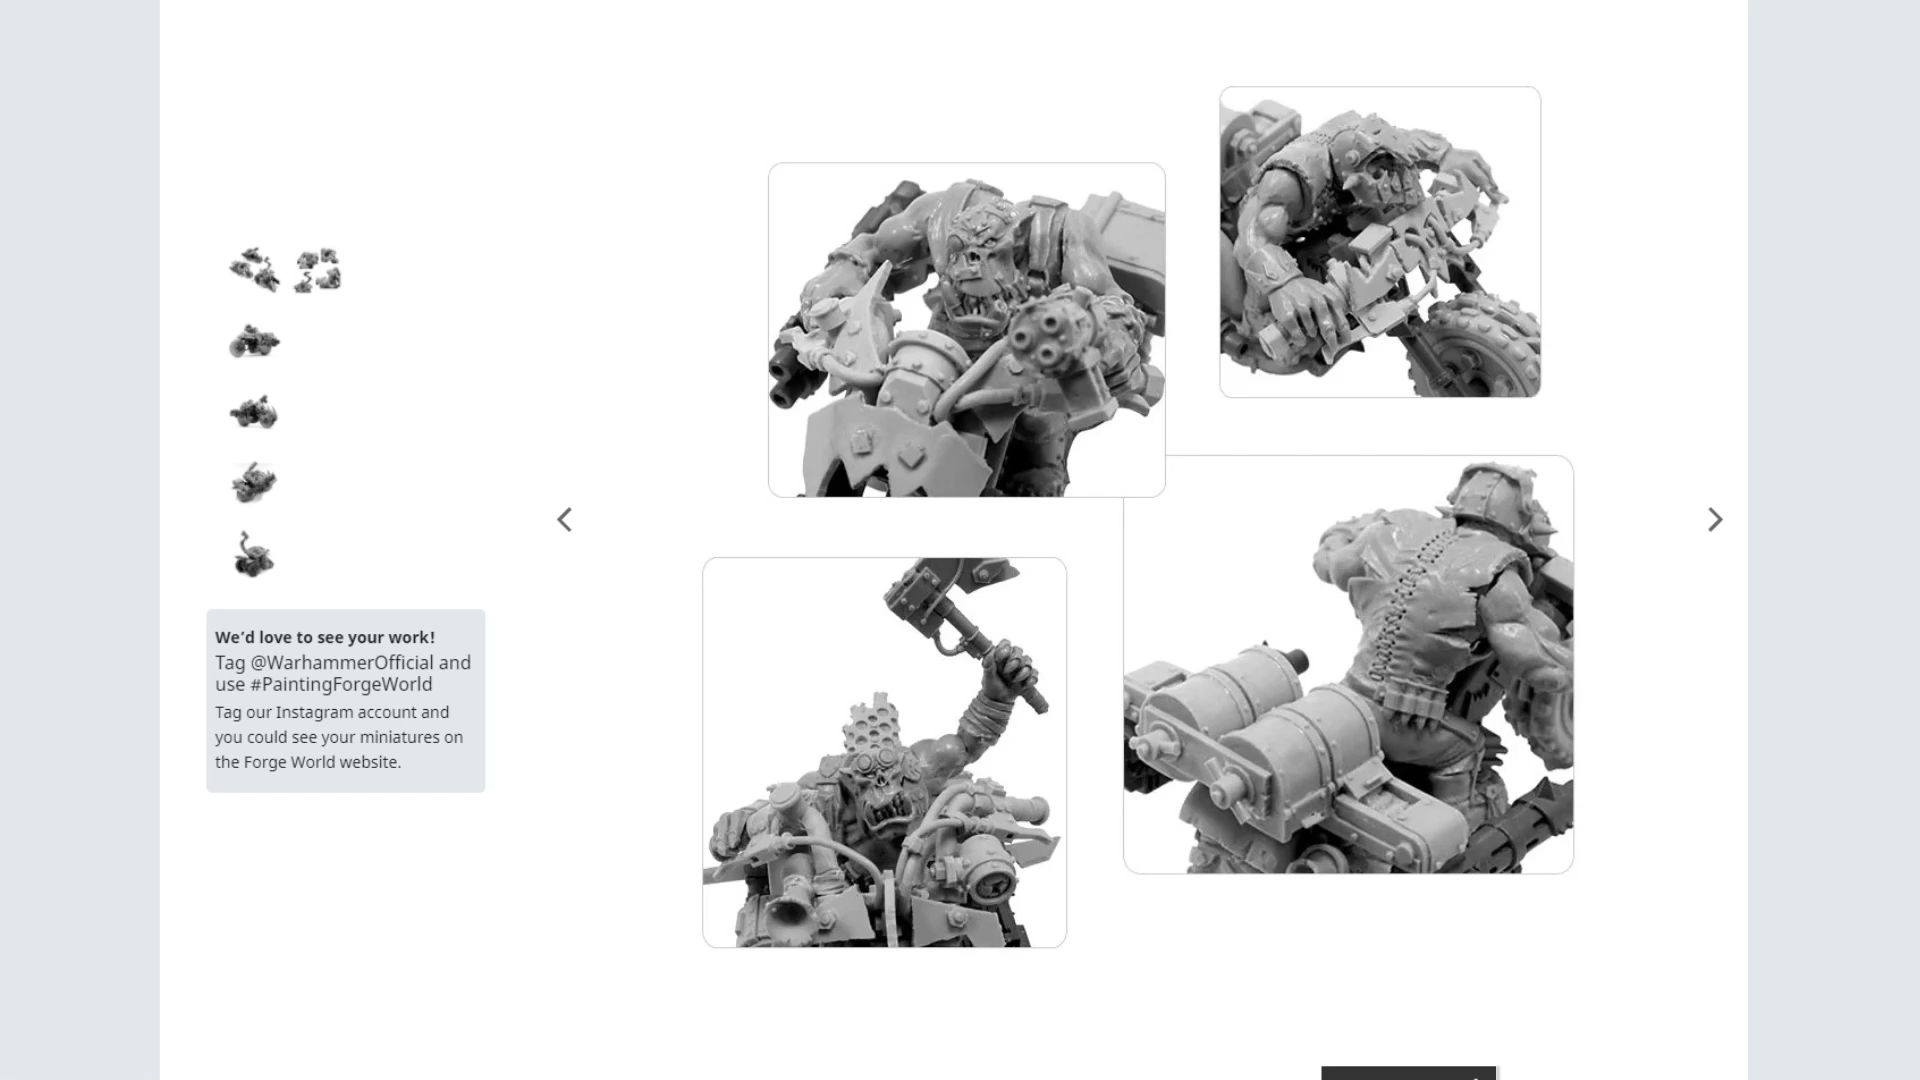 We’d love to see your work!
Tag @WarhammerOfficial and
use #PaintingForgeWorld
Tag our Instagram account and
you could see your miniatures on
the Forge World website.